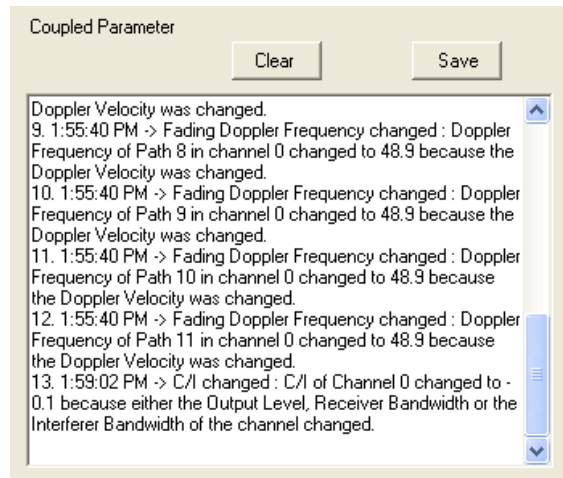 Coupled Parameter
Clear Save
Doppler Velocity was changed.
9. 1:55:40 PM -> Fading Doppler Frequency changed : Doppler
Frequency of Path 8 in channel 0 changed to 48.9 because the
Doppler Velocity was changed.
10. 1:55:40 PM -> Fading Doppler Frequency changed : Doppler
Frequency of Path 9 in channel 0 changed to 48.9 because the
Doppler Velocity was changed.
11. 1:55:40 PM -> Fading Doppler Frequency changed : Doppler
Frequency of Path 10 in channel 0 changed to 48.9 because
the Doppler Velocity was changed.
12. 1:55:40 PM -> Fading Doppler Frequency changed : Doppler
Frequency of Path 11 in channel 0 changed to 48.9 because
the Doppler Velocity was changed.
13. 1:59:02 PM -> C/I changed : C/I of Channel 0 changed to -
0.1 because either the Output Level, Receiver Bandwidth or the
Interferer Bandwidth of the channel changed.